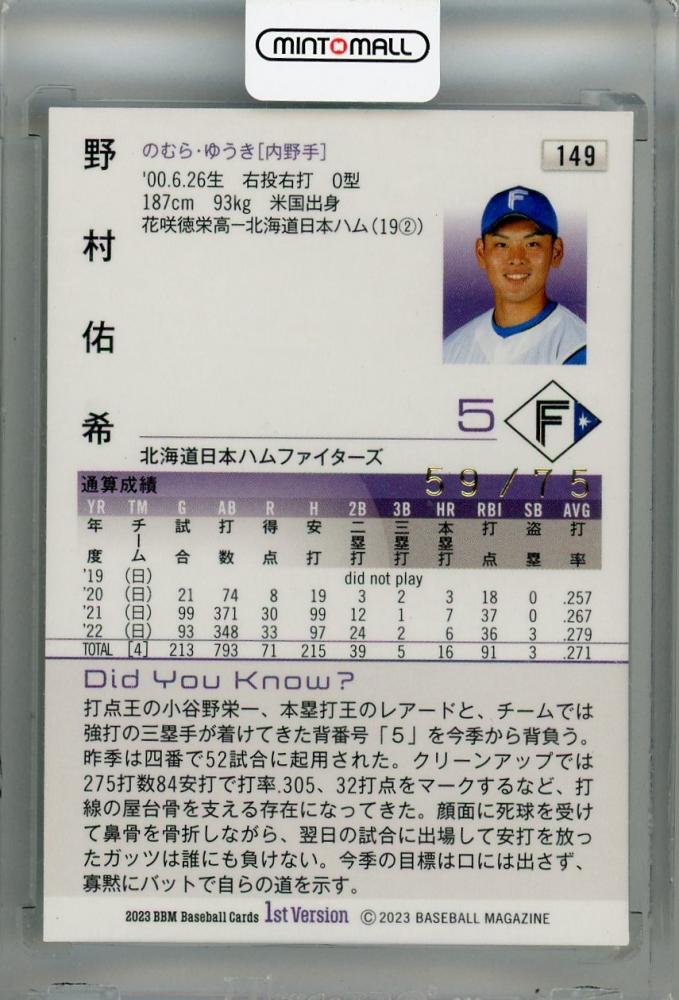 MINTOMALL
野村佑希
のむら・ゆうき[内野手]
149
'00.6.26生 右投右打 O型
187cm 93kg 米国出身
花咲徳栄高ー北海道日本ハム(19②)
F
5
F
北海道日本ハムファイターズ
59/75
通算成績
YR TM G AB R H 2B 3B HR RBI SB AVG
年度 チーム 試合 打数 得点 安打 二塁打 三塁打 本塁打 打点 盗塁 打率
'19 (日) did not play
'20 (日) 21 74 8 19 3 2 3 18 0 .257
'21 (日) 99 371 30 99 12 1 7 37 0 .267
'22 (日) 93 348 33 97 24 2 6 36 3 .279
TOTAL [4] 213 793 71 215 39 5 16 91 3 .271
Did You Know?
打点王の小谷野栄一、本塁打王のレアードと、チームでは
強打の三塁手が着けてきた背番号「5」を今季から背負う。
昨季は四番で52試合に起用された。クリーンアップでは
275打数84安打で打率.305、32打点をマークするなど、打
線の屋台骨を支える存在になってきた。顔面に死球を受け
て鼻骨を骨折しながら、翌日の試合に出場して安打を放っ
たガッツは誰にも負けない。今季の目標は口には出さず、
寡黙にバットで自らの道を示す。
2023 BBM Baseball Cards 1st Version ©2023 BASEBALL MAGAZINE